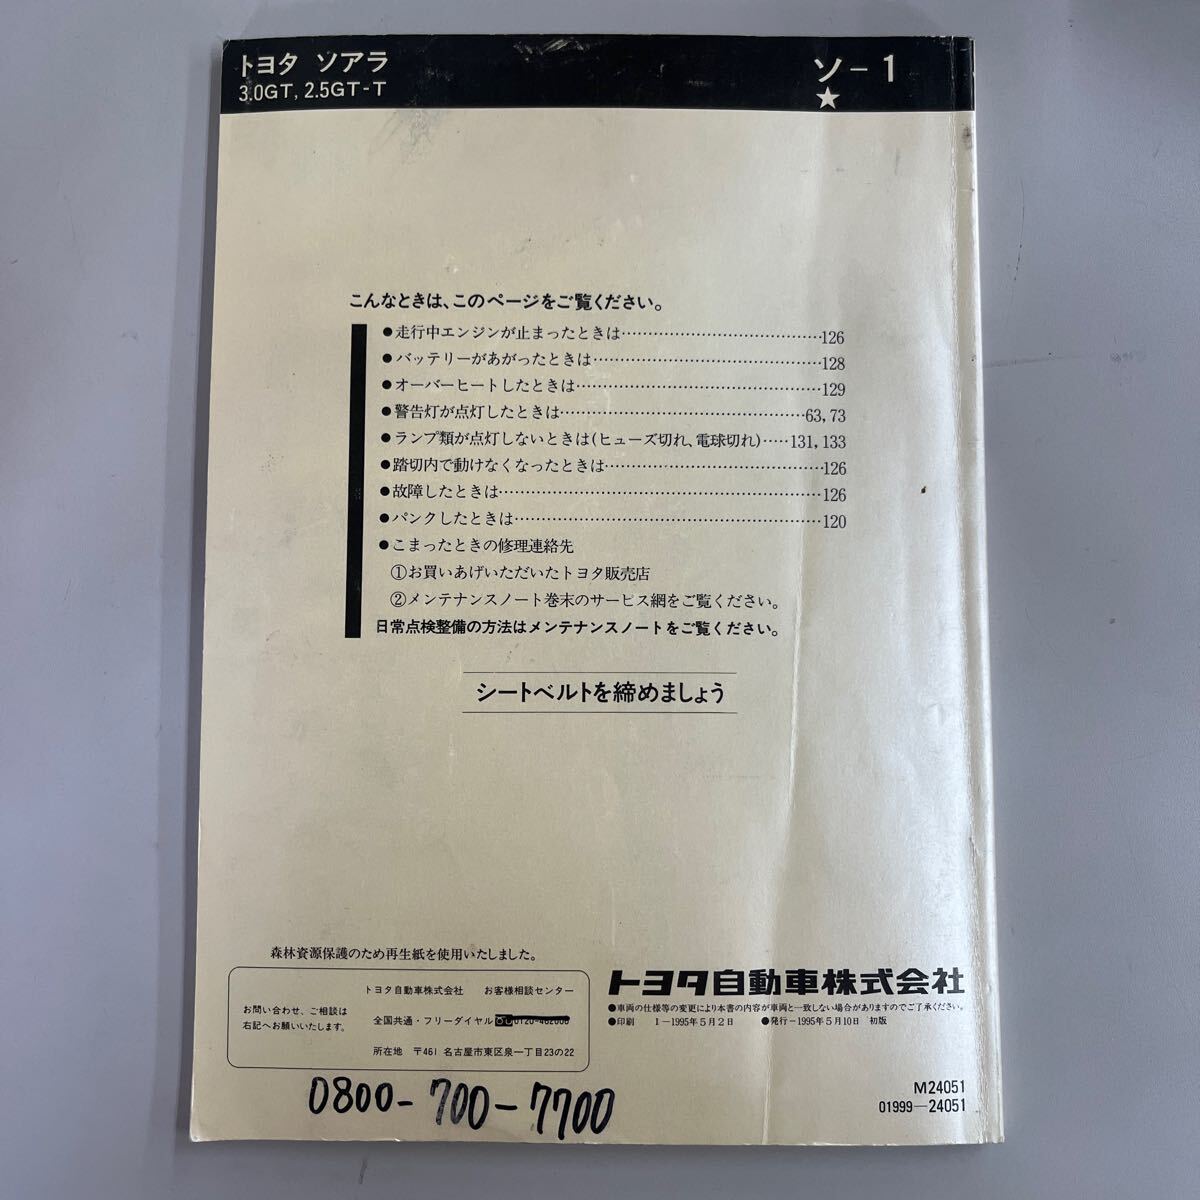 トヨタ ソアラ
3.0GT, 2.5GT-T
ソ-1
★
こんなときは、このページをご覧ください。
●走行中エンジンが止まったときは……………………………126
●バッテリーがあがったときは………………………………128
●オーバーヒートしたときは…………………………………129
●警告灯が点灯したときは…………………………………63, 73
●ランプ類が点灯しないときは(ヒューズ切れ、電球切れ)……131, 133
●踏切内で動けなくなったときは……………………………126
●故障したときは……………………………………………126
●パンクしたときは…………………………………………120
●こまったときの修理連絡先
①お買いあげいただいたトヨタ販売店
②メンテナンスノート巻末のサービス網をご覧ください。
日常点検整備の方法はメンテナンスノートをご覧ください。
シートベルトを締めましょう
森林資源保護のため再生紙を使用いたしました。
お問い合わせ、ご相談は
右記へお願いいたします。
トヨタ自動車株式会社 お客様相談センター
全国共通・フリーダイヤル
所在地 〒461 名古屋市東区泉一丁目23の22
トヨタ自動車株式会社
●車両の仕様等の変更により本書の内容が車両と一致しない場合がありますのでご了承ください。
●印刷 1-1995年5月2日 ●発行-1995年5月10日 初版
M24051
01999-24051
0800-700-7700